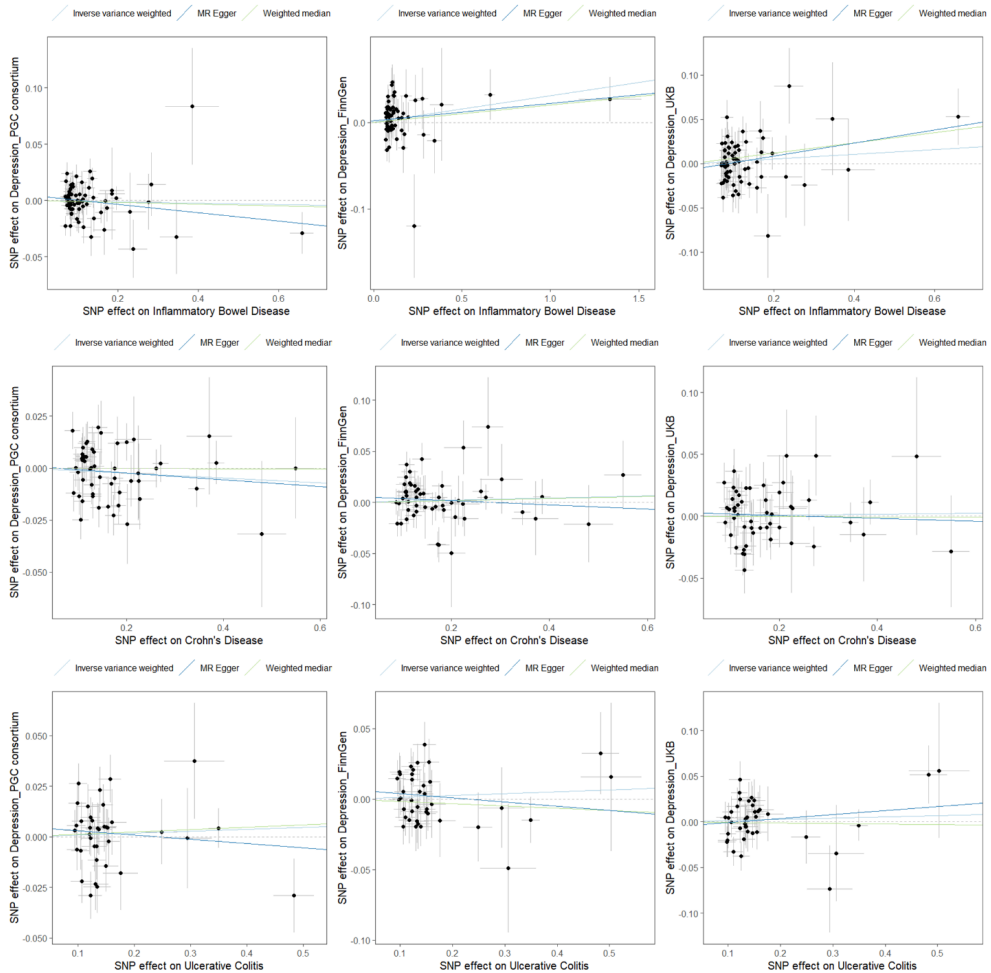 Inverse variance weighted MR Egger Weighted median
Inverse variance weighted MR Egger Weighted median
Inverse variance weighted MR Egger Weighted median
SNP effect on Depression_PGC consortium
0.10
0.05
0.00
-0.05
0.2 0.4 0.6
SNP effect on Inflammatory Bowel Disease
SNP effect on Depression_FinnGen
0.0
-0.1
0.0 0.5 1.0 1.5
SNP effect on Inflammatory Bowel Disease
SNP effect on Depression_UKB
0.10
0.05
0.00
-0.05
-0.10
0.2 0.4 0.6
SNP effect on Inflammatory Bowel Disease
Inverse variance weighted MR Egger Weighted median
Inverse variance weighted MR Egger Weighted median
Inverse variance weighted MR Egger Weighted median
SNP effect on Depression_PGC consortium
0.025
0.000
-0.025
-0.050
0.2 0.4 0.6
SNP effect on Crohn's Disease
SNP effect on Depression_FinnGen
0.10
0.05
0.00
-0.05
-0.10
0.2 0.4 0.6
SNP effect on Crohn's Disease
SNP effect on Depression_UKB
0.10
0.05
0.00
-0.05
0.2 0.4 0.6
SNP effect on Crohn's Disease
Inverse variance weighted MR Egger Weighted median
Inverse variance weighted MR Egger Weighted median
Inverse variance weighted MR Egger Weighted median
SNP effect on Depression_PGC consortium
0.050
0.025
0.000
-0.025
-0.050
0.1 0.2 0.3 0.4 0.5
SNP effect on Ulcerative Colitis
SNP effect on Depression_FinnGen
0.05
0.00
-0.05
-0.10
0.1 0.2 0.3 0.4 0.5
SNP effect on Ulcerative Colitis
SNP effect on Depression_UKB
0.10
0.05
0.00
-0.05
-0.10
0.1 0.2 0.3 0.4 0.5
SNP effect on Ulcerative Colitis